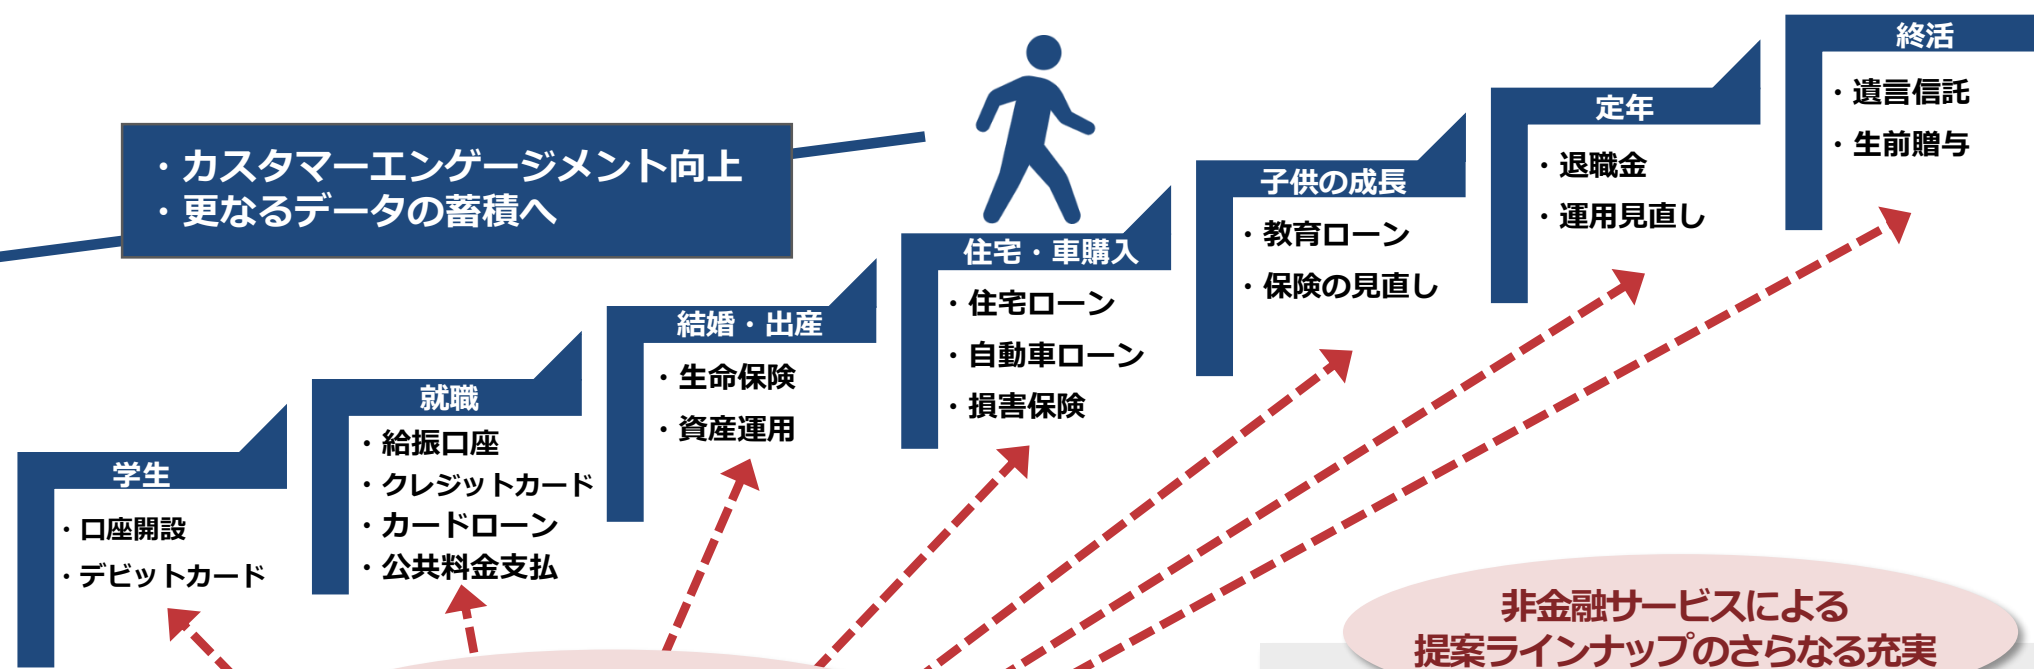 ・カスタマーエンゲージメント向上
・更なるデータの蓄積へ
学生
・口座開設
・デビットカード
就職
・給振口座
・クレジットカード
・カードローン
・公共料金支払
結婚・出産
・生命保険
・資産運用
住宅・車購入
・住宅ローン
・自動車ローン
・損害保険
子供の成長
・教育ローン
・保険の見直し
定年
・退職金
・運用見直し
終活
・遺言信託
・生前贈与
非金融サービスによる
提案ラインナップのさらなる充実